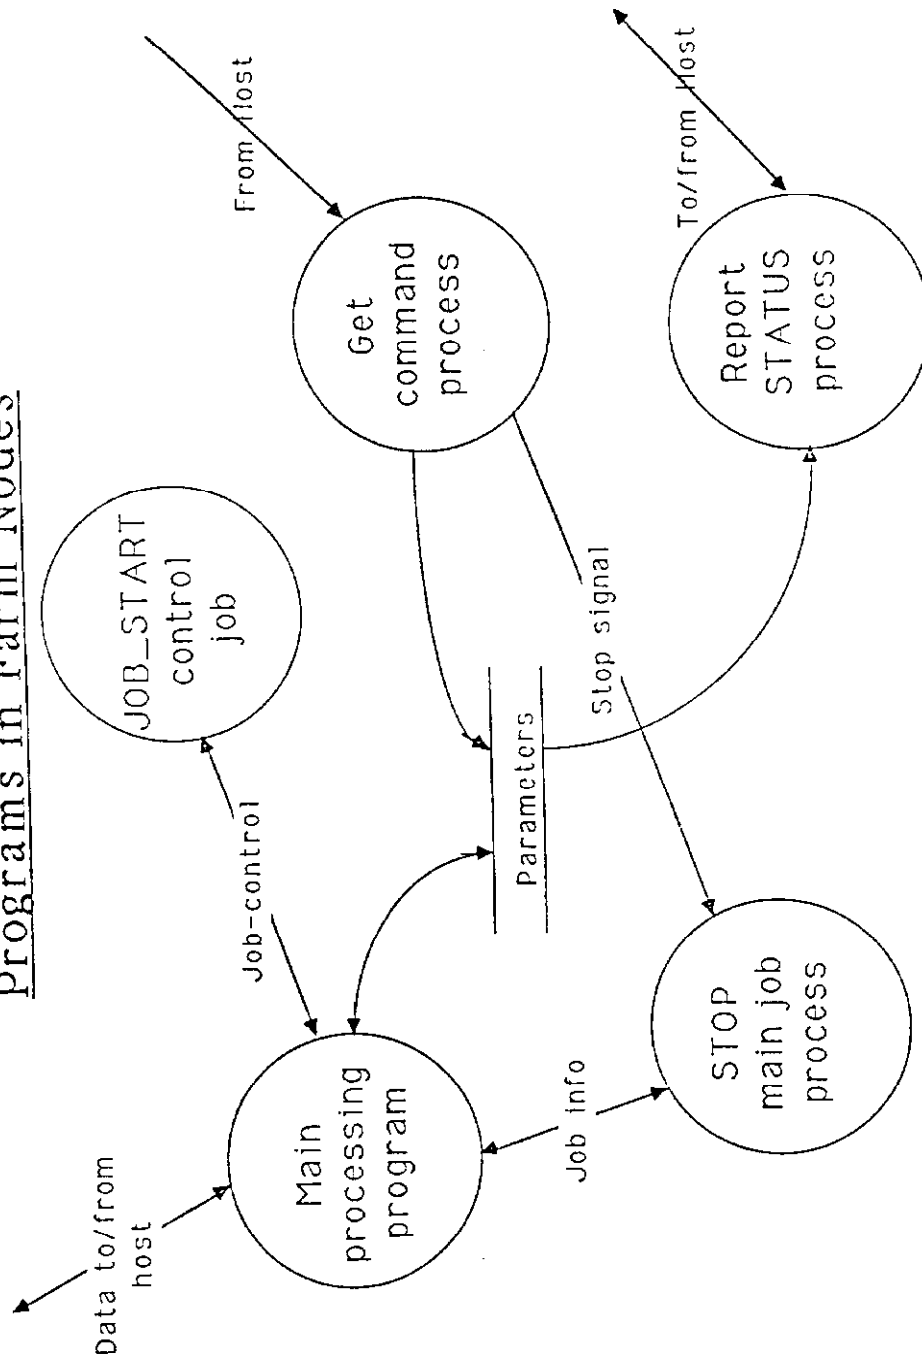 Programs in Farm Nodes
Data to/from
host
Main
processing
program
Job-control
JOB_START
control
job
Job info
Parameters
Get
command
process
From Host
STOP
main job
process
Stop signal
Report
STATUS
process
To/from Host